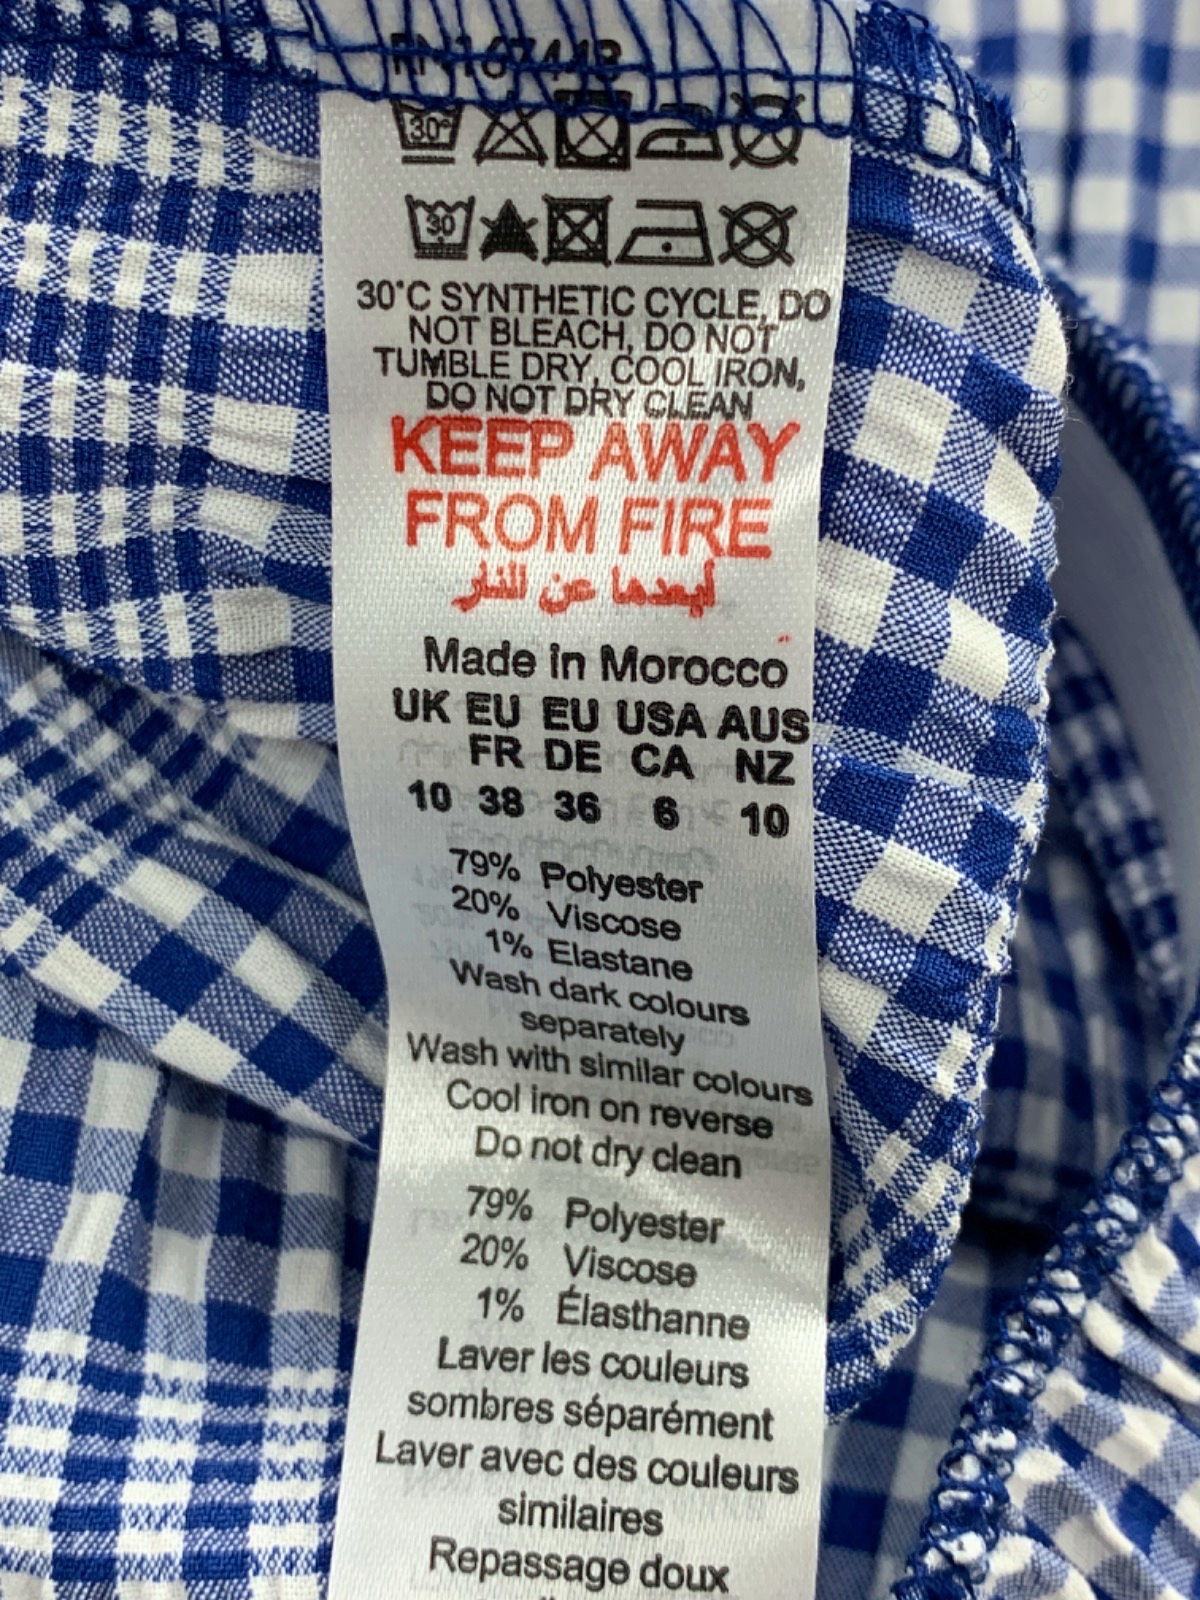 RN167448
30°
30
30°C SYNTHETIC CYCLE, DO
NOT BLEACH, DO NOT
TUMBLE DRY, COOL IRON,
DO NOT DRY CLEAN
KEEP AWAY
FROM FIRE
أبعدها عن النار
Made in Morocco
UK EU EU USA AUS
FR DE CA NZ
10 38 36 6 10
79% Polyester
20% Viscose
1% Elastane
Wash dark colours
separately
Wash with similar colours
Cool iron on reverse
Do not dry clean
79% Polyester
20% Viscose
1% Élasthanne
Laver les couleurs
sombres séparément
Laver avec des couleurs
similaires
Repassage doux